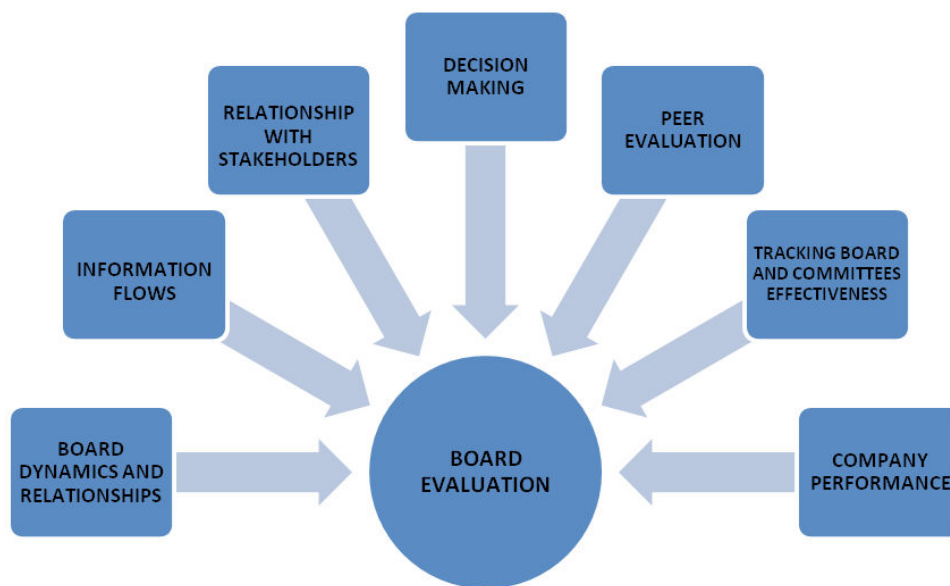 DECISION
MAKING
RELATIONSHIP
WITH
STAKEHOLDERS
PEER
EVALUATION
INFORMATION
FLOWS
TRACKING BOARD
AND COMMITTEES
EFFECTIVENESS
BOARD
DYNAMICS AND
RELATIONSHIPS
BOARD
EVALUATION
COMPANY
PERFORMANCE